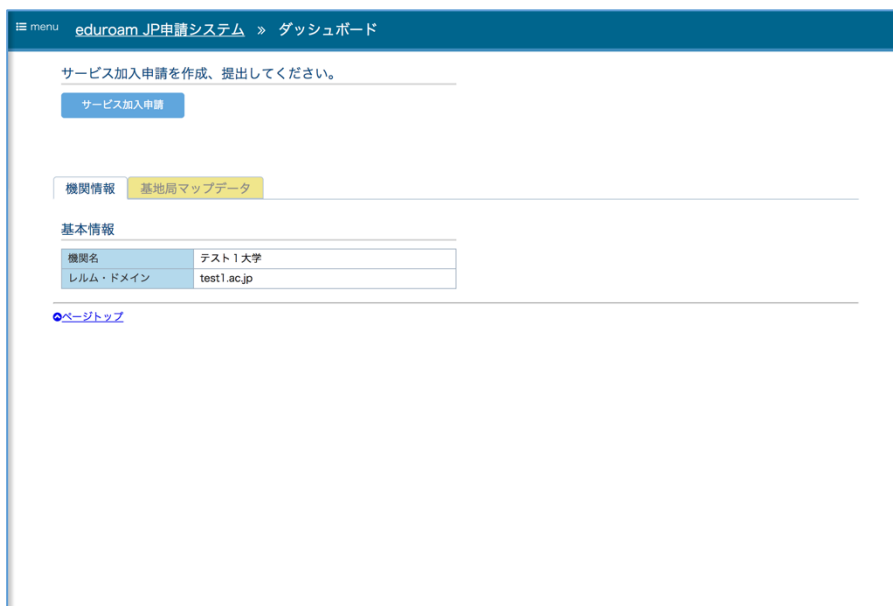 menu eduroam JP申請システム » ダッシュボード
サービス加入申請を作成、提出してください。
サービス加入申請
機関情報 基地局マップデータ
基本情報
機関名 テスト1大学
レルム・ドメイン test1.ac.jp
ページトップ